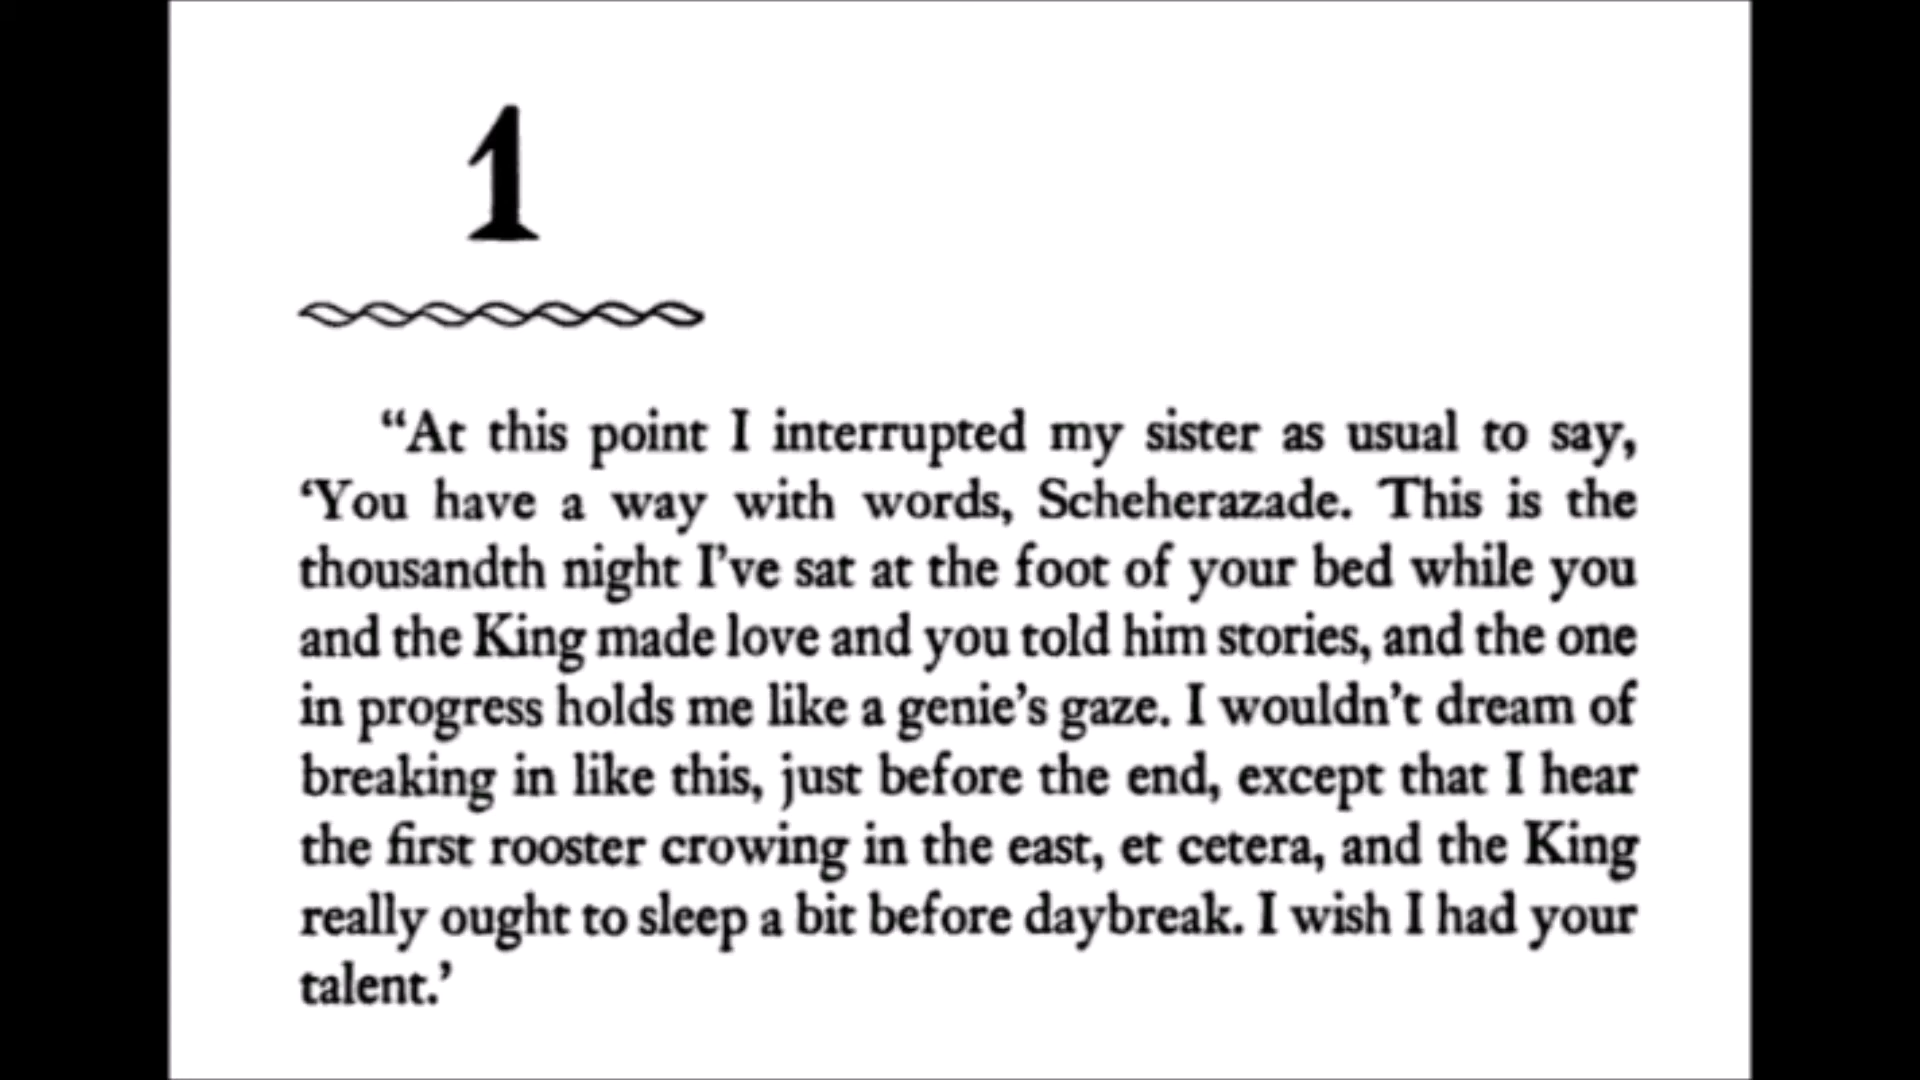 1
“At this point I interrupted my sister as usual to say,
‘You have a way with words, Scheherazade. This is the
thousandth night I’ve sat at the foot of your bed while you
and the King made love and you told him stories, and the one
in progress holds me like a genie’s gaze. I wouldn’t dream of
breaking in like this, just before the end, except that I hear
the first rooster crowing in the east, et cetera, and the King
really ought to sleep a bit before daybreak. I wish I had your
talent.’